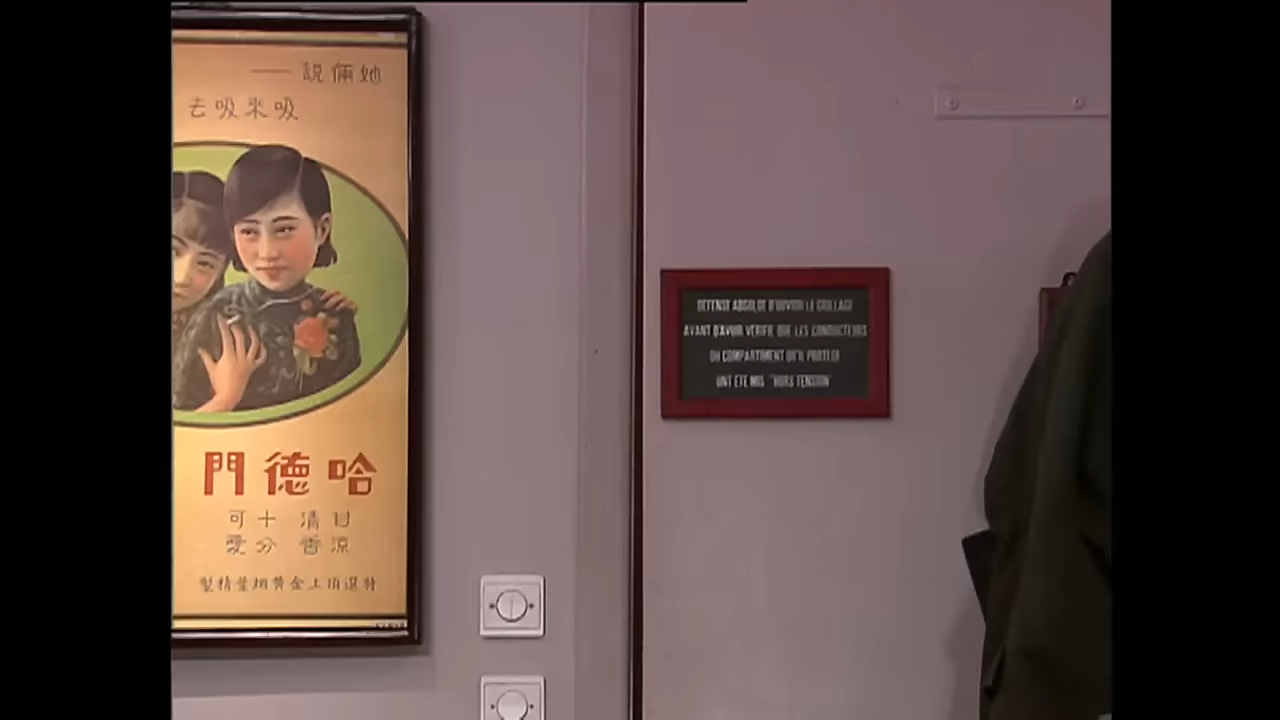 她倆說——
吸來吸去
哈德門
甘涼
清香
十分
可愛
特選頂上金黃烟葉精製
DEFENSE ABSOLUE D'OUVRIR LE GRILLAGE
AVANT D'AVOIR VERIFIE QUE LES CONDUCTEURS
DU COMPARTIMENT QU'IL PROTEGE
ONT ETE MIS "HORS TENSION"